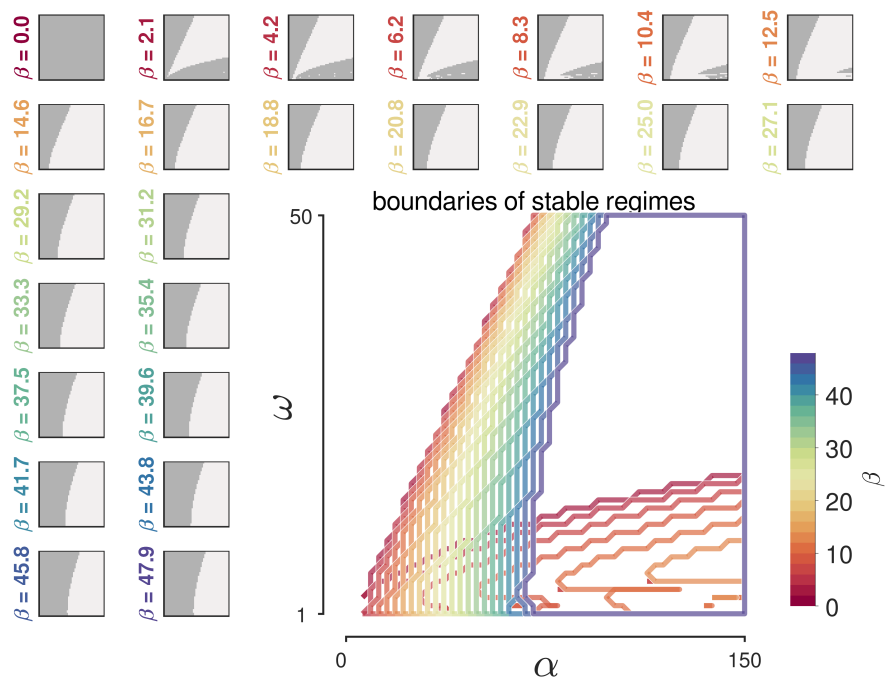 β = 0.0
β = 2.1
β = 4.2
β = 6.2
β = 8.3
β = 10.4
β = 12.5
β = 14.6
β = 16.7
β = 18.8
β = 20.8
β = 22.9
β = 25.0
β = 27.1
β = 29.2
β = 31.2
β = 33.3
β = 35.4
β = 37.5
β = 39.6
β = 41.7
β = 43.8
β = 45.8
β = 47.9
boundaries of stable regimes
50
ω
1
0
α
150
40
30
20
10
0
β